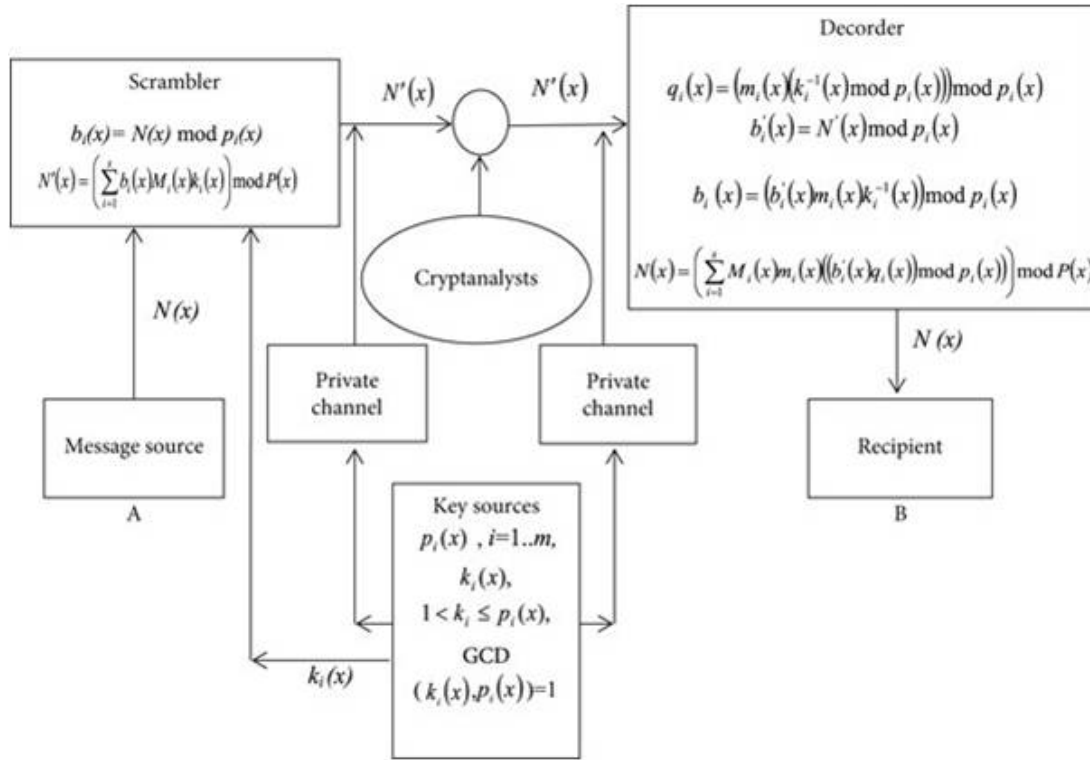 Scrambler
b_i(x)= N(x) mod p_i(x)
N'(x) = (∑_{i=1}^{k} b_i(x)M_i(x)k_i(x)) mod P(x)
N'(x)
N'(x)
Decorder
q_i(x)=(m_i(x)(k_i^{-1}(x)mod p_i(x)))mod p_i(x)
b_i'(x)= N'(x)mod p_i(x)
b_i (x)=(b_i'(x)m_i(x)k_i^{-1}(x))mod p_i(x)
N(x)=(∑_{i=1}^{k} M_i(x)m_i(x)((b_i'(x)q_i(x))mod p_i(x))) mod P(x)
Cryptanalysts
N(x)
N (x)
Private
channel
Private
channel
Message source
A
Recipient
B
Key sources
p_i(x) , i=1..m,
k_i(x),
1 < k_i ≤ p_i(x),
GCD
( k_i(x),p_i(x))=1
k_i(x)